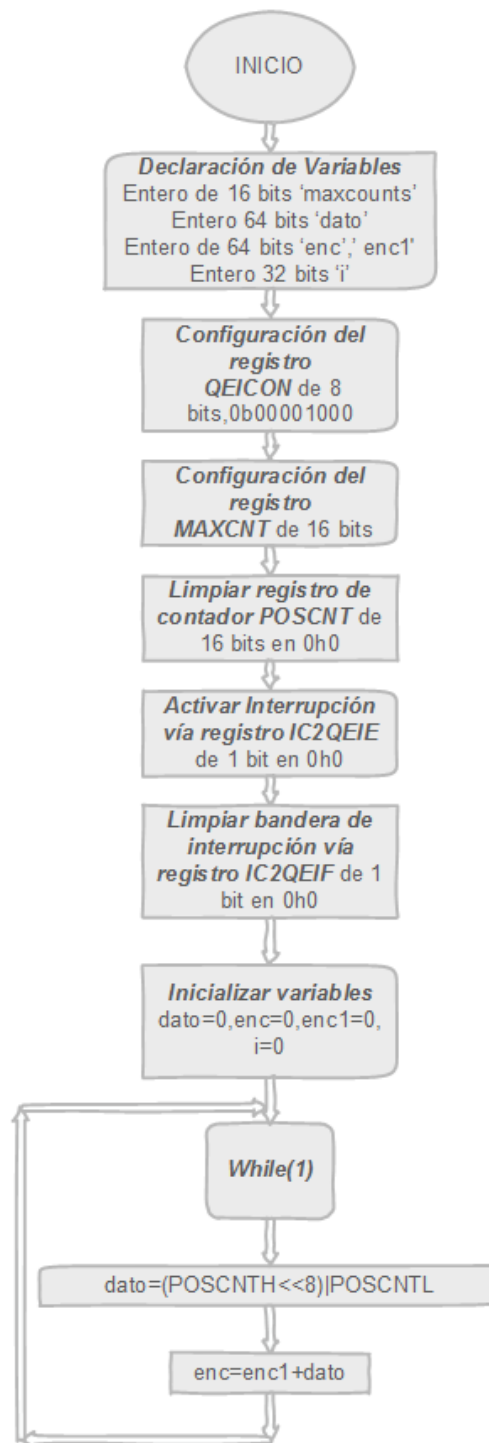 INICIO
Declaración de Variables
Entero de 16 bits ‘maxcounts’
Entero 64 bits ‘dato’
Entero de 64 bits ‘enc’,’ enc1'
Entero 32 bits ‘i’
Configuración del
registro
QEICON de 8
bits,0b00001000
Configuración del
registro
MAXCNT de 16 bits
Limpiar registro de
contador POSCNT de
16 bits en 0h0
Activar Interrupción
vía registro IC2QEIE
de 1 bit en 0h0
Limpiar bandera de
interrupción vía
registro IC2QEIF de 1
bit en 0h0
Inicializar variables
dato=0,enc=0,enc1=0,
i=0
While(1)
dato=(POSCNTH<<8)|POSCNTL
enc=enc1+dato